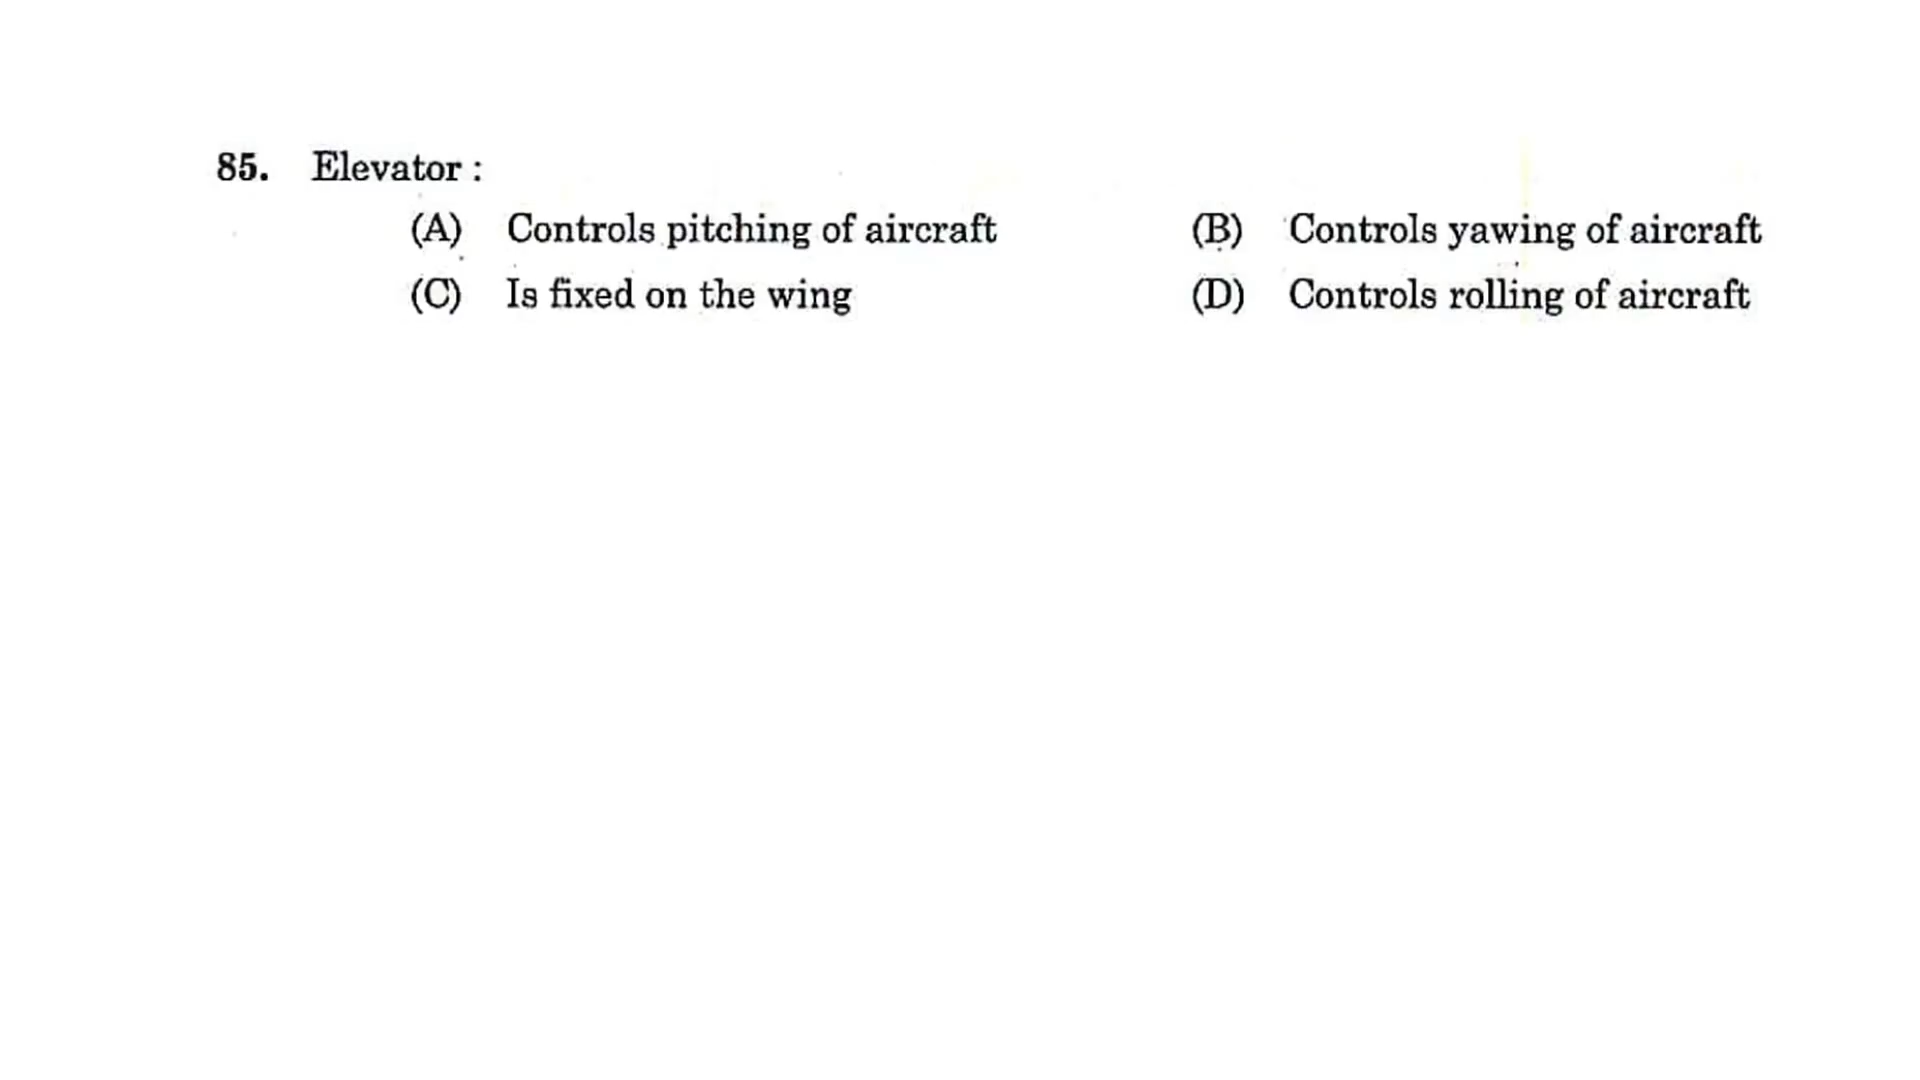 85. Elevator :
(A) Controls pitching of aircraft (B) Controls yawing of aircraft
(C) Is fixed on the wing (D) Controls rolling of aircraft